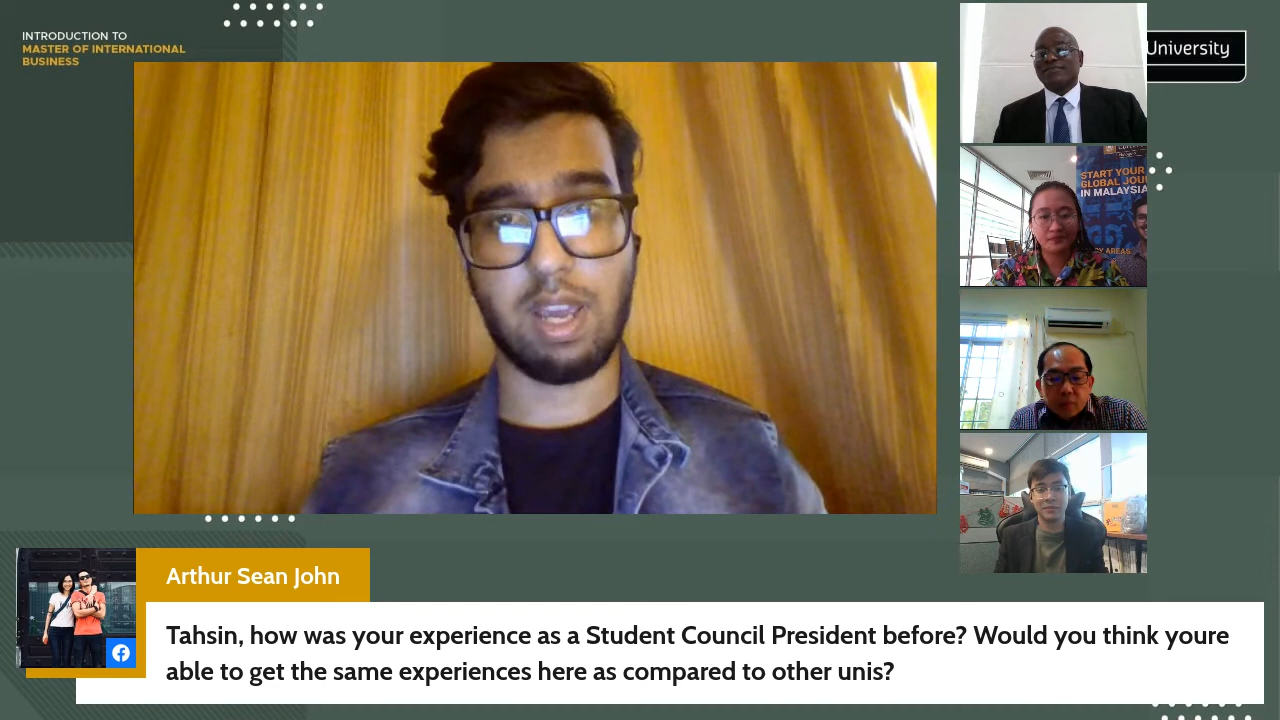 INTRODUCTION TO
MASTER OF INTERNATIONAL
BUSINESS
University
START YOUR
GLOBAL JOU
IN MALAYSIA
AREAS
Arthur Sean John
Tahsin, how was your experience as a Student Council President before? Would you think youre
able to get the same experiences here as compared to other unis?